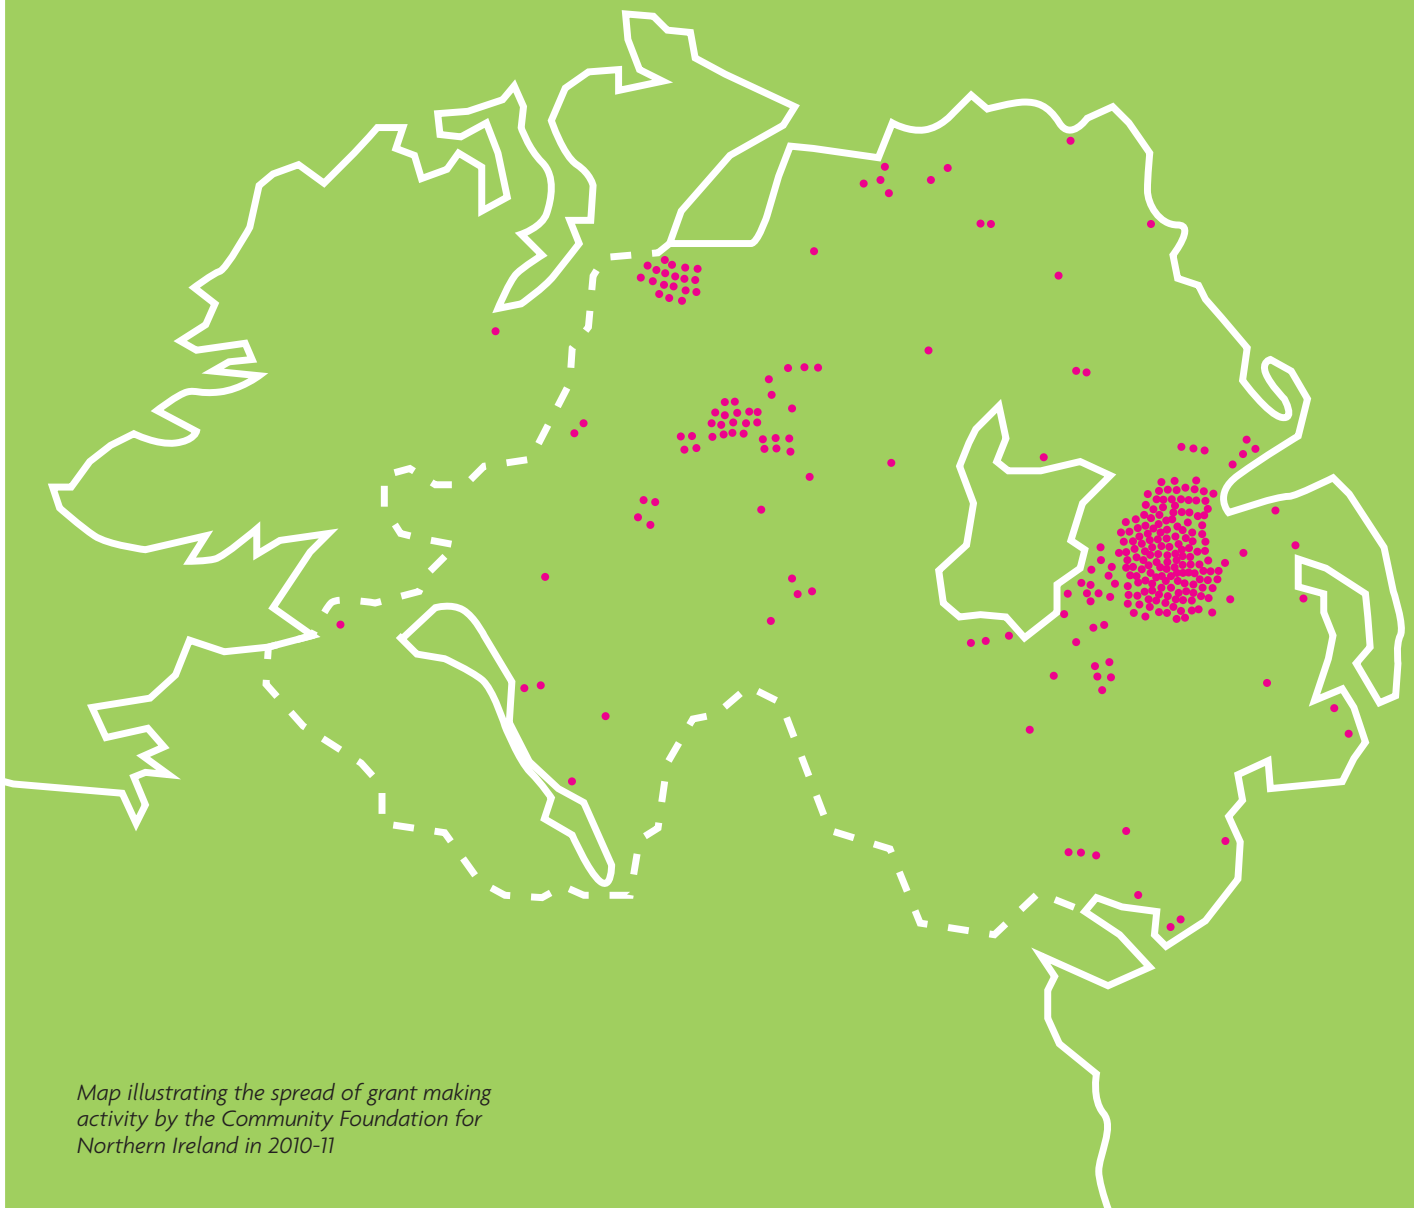 Map illustrating the spread of grant making
activity by the Community Foundation for
Northern Ireland in 2010-11